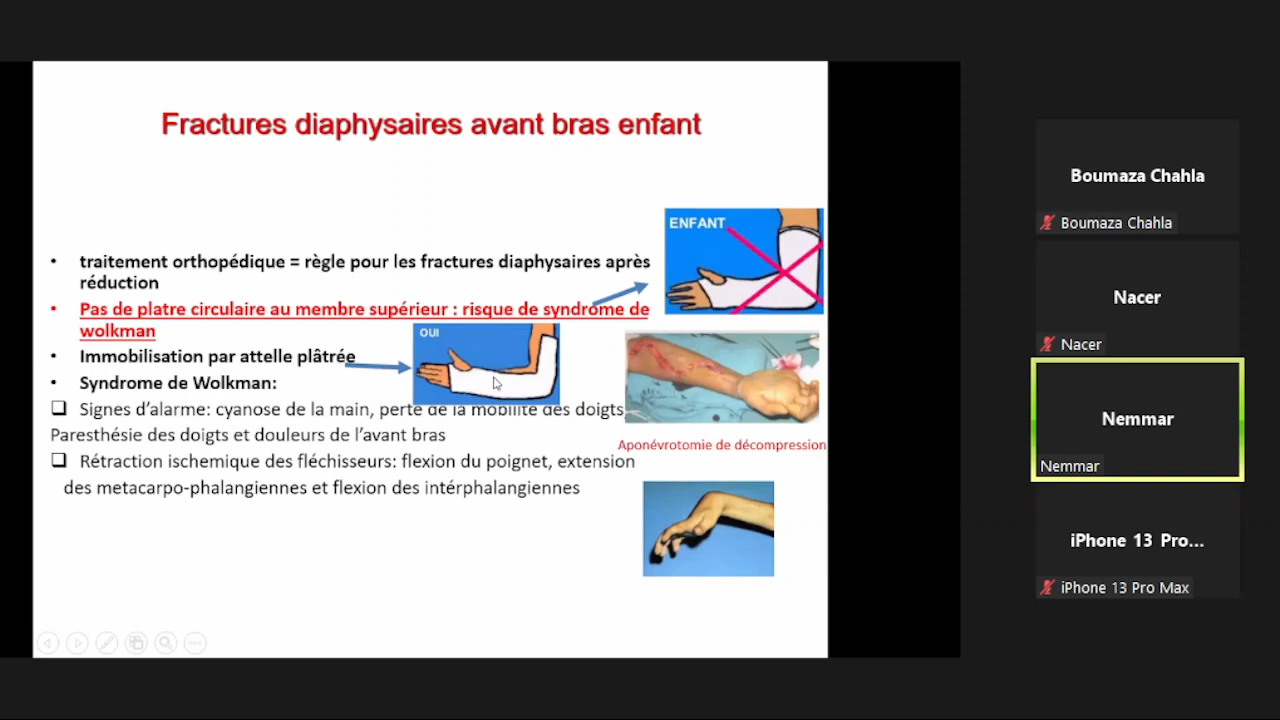 Fractures diaphysaires avant bras enfant
ENFANT
• traitement orthopédique = règle pour les fractures diaphysaires après
réduction
• Pas de platre circulaire au membre supérieur : risque de syndrome de
wolkman
OUI
• Immobilisation par attelle plâtrée
• Syndrome de Wolkman:
❑ Signes d'alarme: cyanose de la main, perte de la mobilité des doigts,
Paresthésie des doigts et douleurs de l'avant bras
Aponévrotomie de décompression
❑ Rétraction ischemique des fléchisseurs: flexion du poignet, extension
des metacarpo-phalangiennes et flexion des intérphalangiennes
Boumaza Chahla
Boumaza Chahla
Nacer
Nacer
Nemmar
Nemmar
iPhone 13 Pro...
iPhone 13 Pro Max